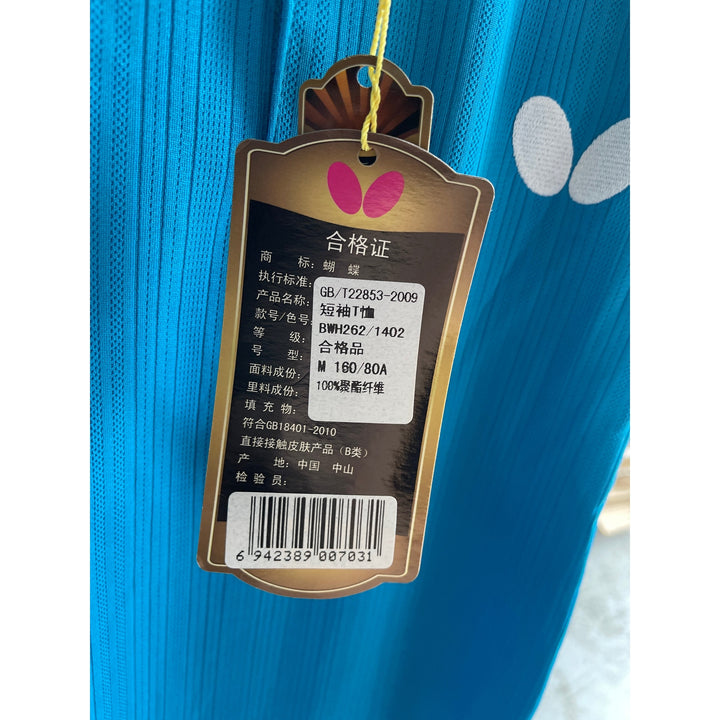 合格证
商 标：蝴 蝶
执行标准： GB/T22853-2009
产品名称： 短袖T恤
款号/色号： BWH262/1402
等 级： 合格品
号 型： M 160/80A
面料成份： 100%聚酯纤维
里料成份：
填 充 物：
符合GB18401-2010
直接接触皮肤产品（B类）
产 地：中国 中山
检 验 员：
6 942389 007031